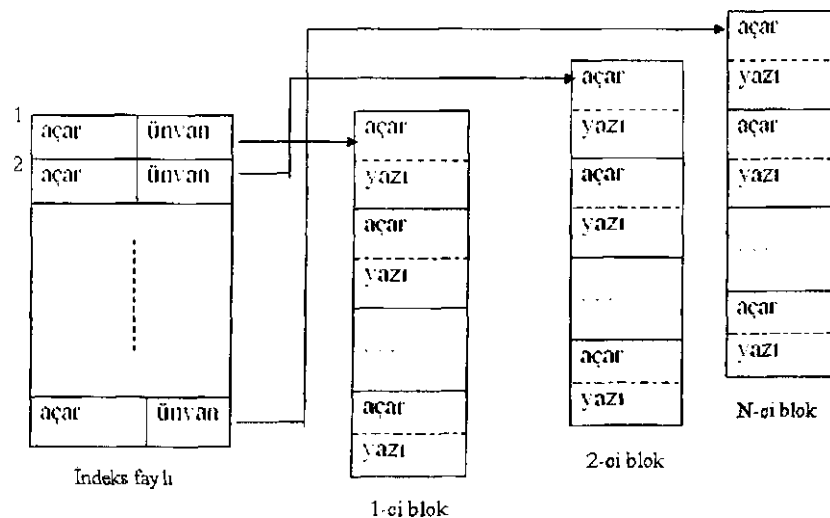 1
açar ünvan
2
açar ünvan
açar ünvan
İndeks faylı
açar
yazı
açar
yazı
...
açar
yazı
1-ci blok
açar
yazı
açar
yazı
...
açar
yazı
2-ci blok
açar
yazı
açar
yazı
...
açar
yazı
N-ci blok